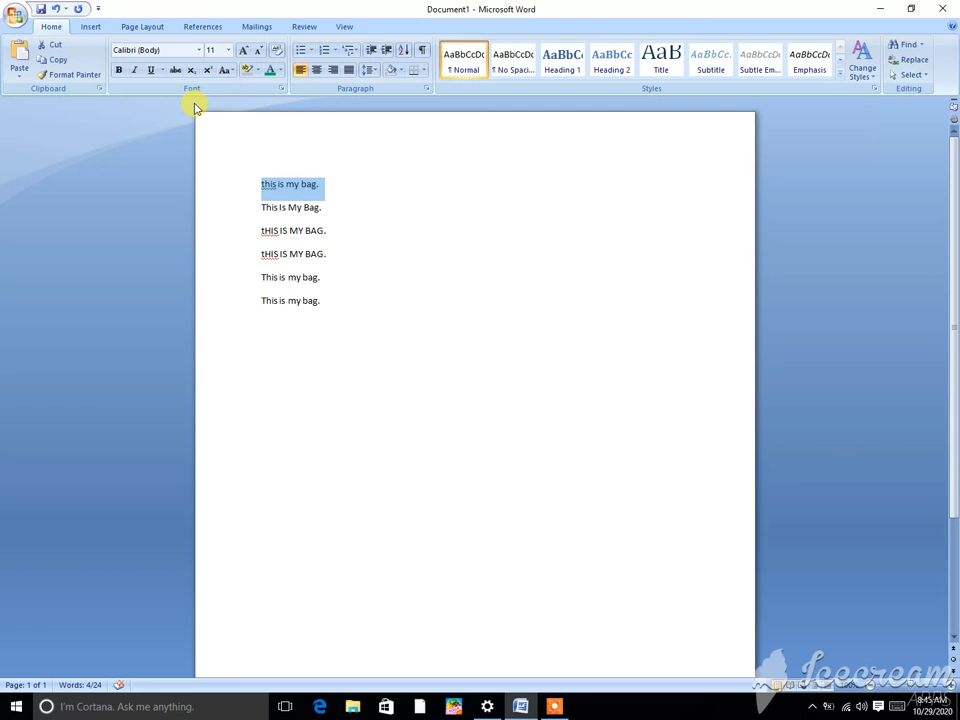 Document1 - Microsoft Word
Home Insert Page Layout References Mailings Review View
Paste
Cut
Copy
Format Painter
Clipboard
Calibri (Body) 11
Font
Paragraph
AaBbCcDc AaBbCcDc AaBbC AaBbCc AaB AaBbCc. AaBbCcDc AaBbCcDc
¶ Normal ¶ No Spaci... Heading 1 Heading 2 Title Subtitle Subtle Em... Emphasis
Change Styles
Styles
Find
Replace
Select
Editing
this is my bag.
This Is My Bag.
tHIS IS MY BAG.
tHIS IS MY BAG.
This is my bag.
This is my bag.
Page: 1 of 1 Words: 4/24
Icecream
APPS
I'm Cortana. Ask me anything.
8:45 AM
10/29/2020